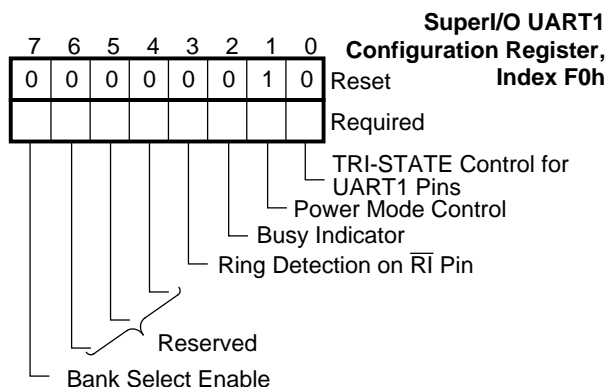 SuperI/O UART1
Configuration Register,
Index F0h
7 6 5 4 3 2 1 0
0 0 0 0 0 0 1 0 Reset
Required
TRI-STATE Control for
UART1 Pins
Power Mode Control
Busy Indicator
Ring Detection on R̅I̅ Pin
Reserved
Bank Select Enable